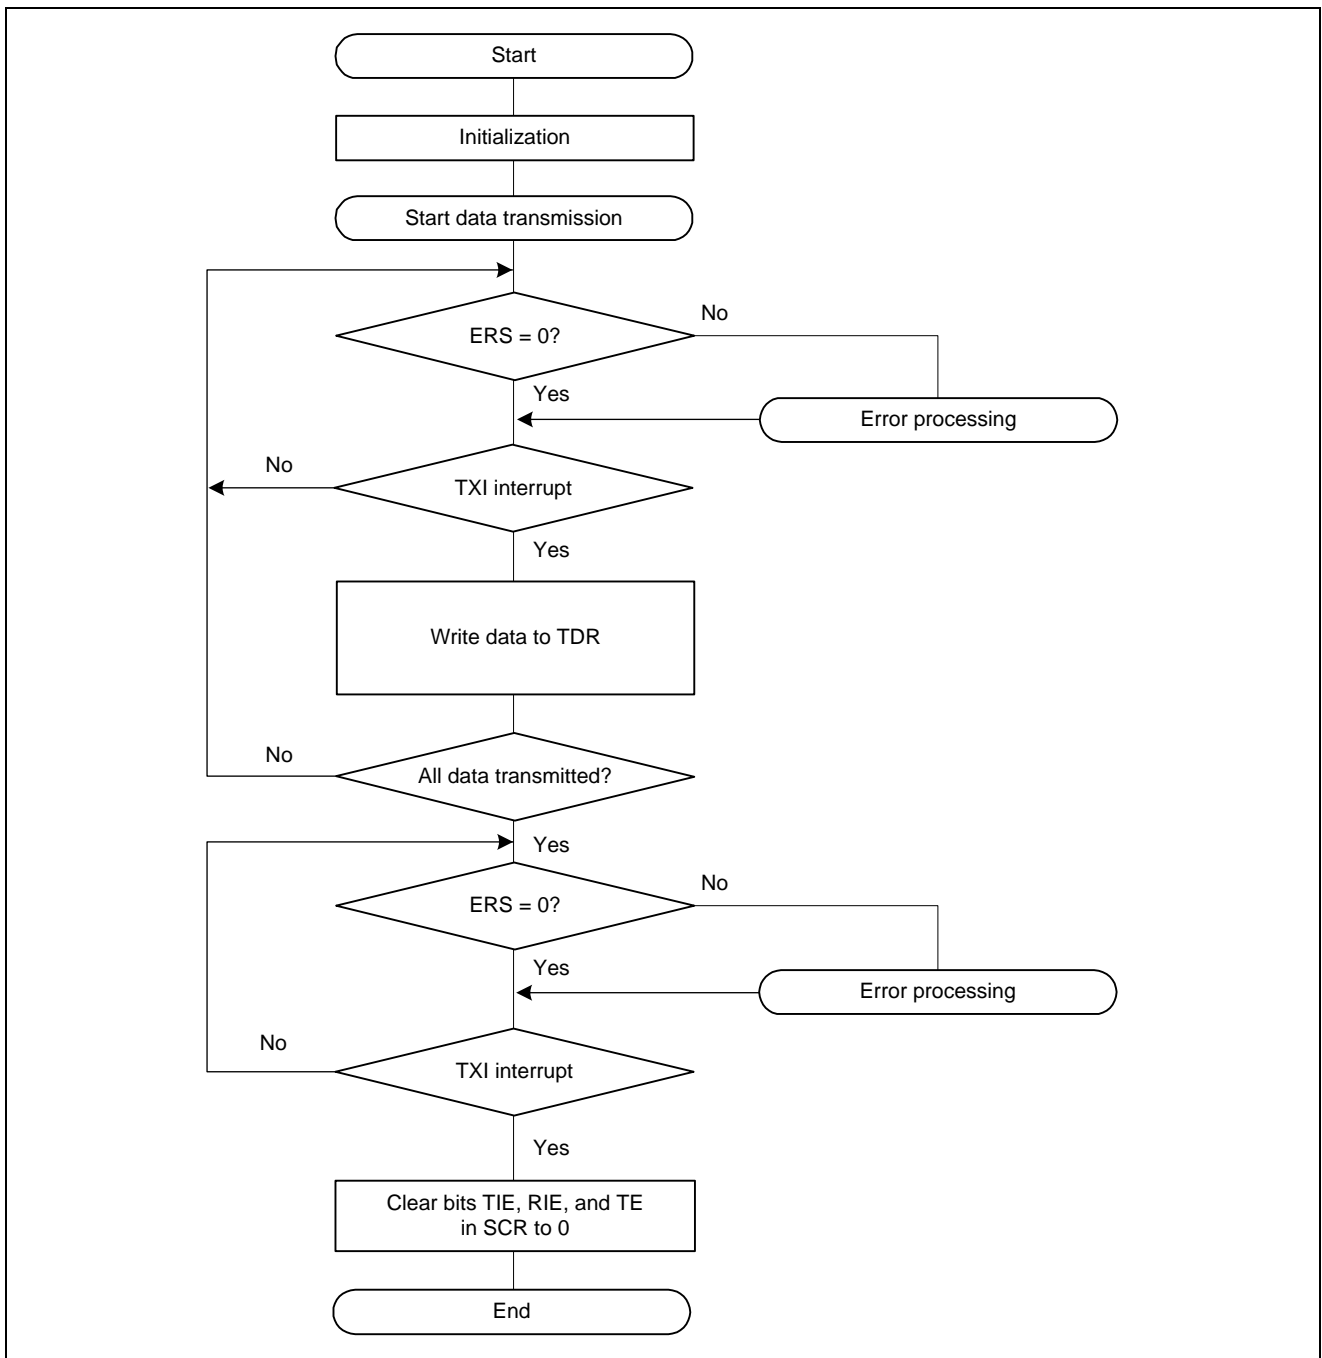 Start
Initialization
Start data transmission
ERS = 0?
No
Yes
Error processing
No
TXI interrupt
Yes
Write data to TDR
No
All data transmitted?
Yes
ERS = 0?
No
Yes
Error processing
No
TXI interrupt
Yes
Clear bits TIE, RIE, and TE
in SCR to 0
End